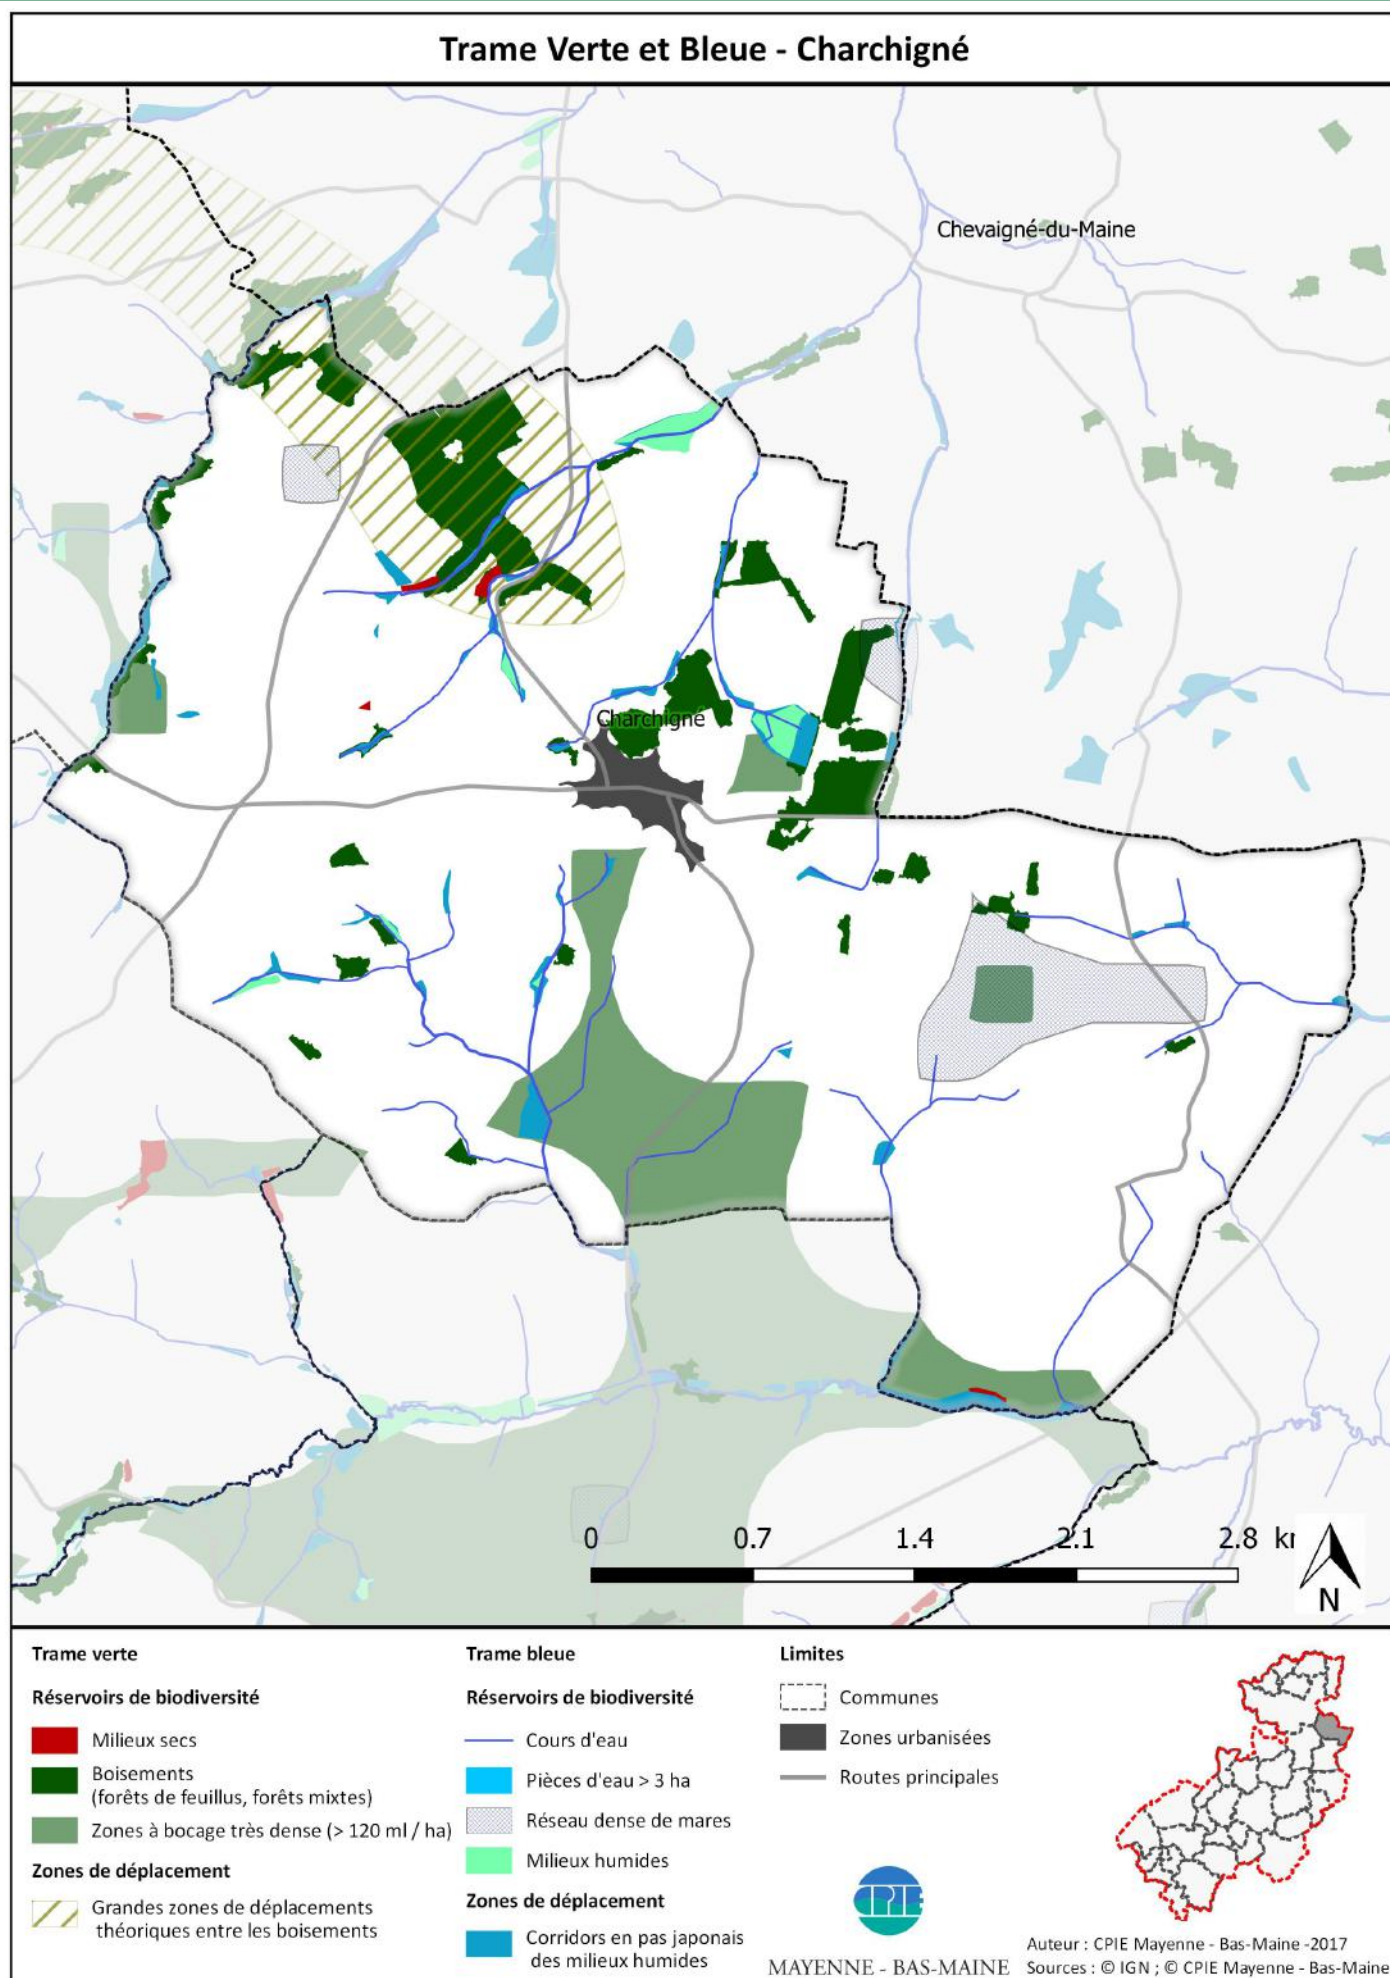 Trame Verte et Bleue - Charchigné
Chevaigné-du-Maine
Charchigné
0 0.7 1.4 2.1 2.8 kr
N
Trame verte
Réservoirs de biodiversité
Milieux secs
Boisements
(forêts de feuillus, forêts mixtes)
Zones à bocage très dense (> 120 ml / ha)
Zones de déplacement
Grandes zones de déplacements
théoriques entre les boisements
Trame bleue
Réservoirs de biodiversité
Cours d'eau
Pièces d'eau > 3 ha
Réseau dense de mares
Milieux humides
Zones de déplacement
Corridors en pas japonais
des milieux humides
Limites
Communes
Zones urbanisées
Routes principales
CPIE
MAYENNE - BAS-MAINE
Auteur : CPIE Mayenne - Bas-Maine -2017
Sources : © IGN ; © CPIE Mayenne - Bas-Maine